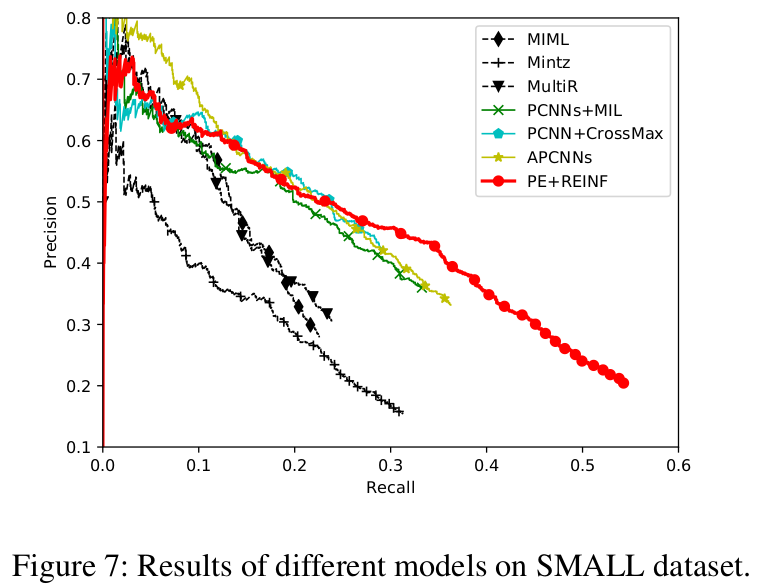 0.8
0.7
0.6
0.5
0.4
0.3
0.2
0.1
Precision
0.0 0.1 0.2 0.3 0.4 0.5 0.6
Recall
MIML
Mintz
MultiR
PCNNs+MIL
PCNN+CrossMax
APCNNs
PE+REINF
Figure 7: Results of different models on SMALL dataset.